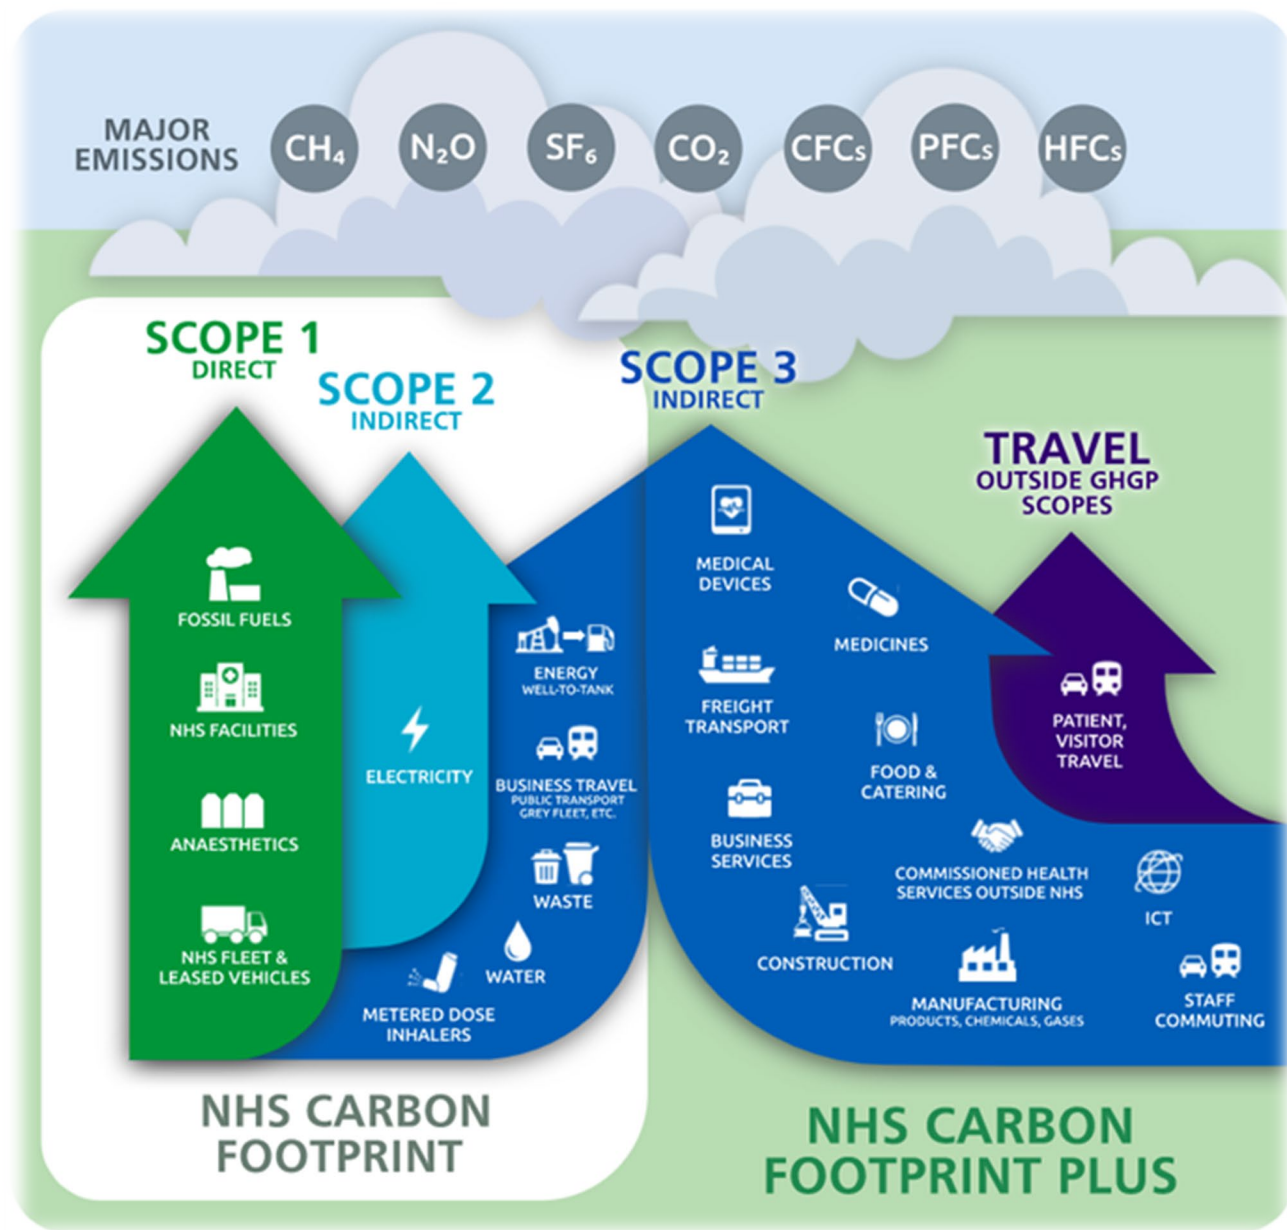 MAJOR
EMISSIONS
CH₄
N₂O
SF₆
CO₂
CFCs
PFCs
HFCs
SCOPE 1
DIRECT
FOSSIL FUELS
NHS FACILITIES
ANAESTHETICS
NHS FLEET &
LEASED VEHICLES
SCOPE 2
INDIRECT
ELECTRICITY
SCOPE 3
INDIRECT
ENERGY
WELL-TO-TANK
BUSINESS TRAVEL
PUBLIC TRANSPORT
GREY FLEET, ETC.
WASTE
WATER
METERED DOSE
INHALERS
MEDICAL
DEVICES
MEDICINES
FREIGHT
TRANSPORT
FOOD &
CATERING
BUSINESS
SERVICES
COMMISSIONED HEALTH
SERVICES OUTSIDE NHS
ICT
CONSTRUCTION
MANUFACTURING
PRODUCTS, CHEMICALS, GASES
STAFF
COMMUTING
TRAVEL
OUTSIDE GHGP
SCOPES
PATIENT,
VISITOR
TRAVEL
NHS CARBON
FOOTPRINT
NHS CARBON
FOOTPRINT PLUS